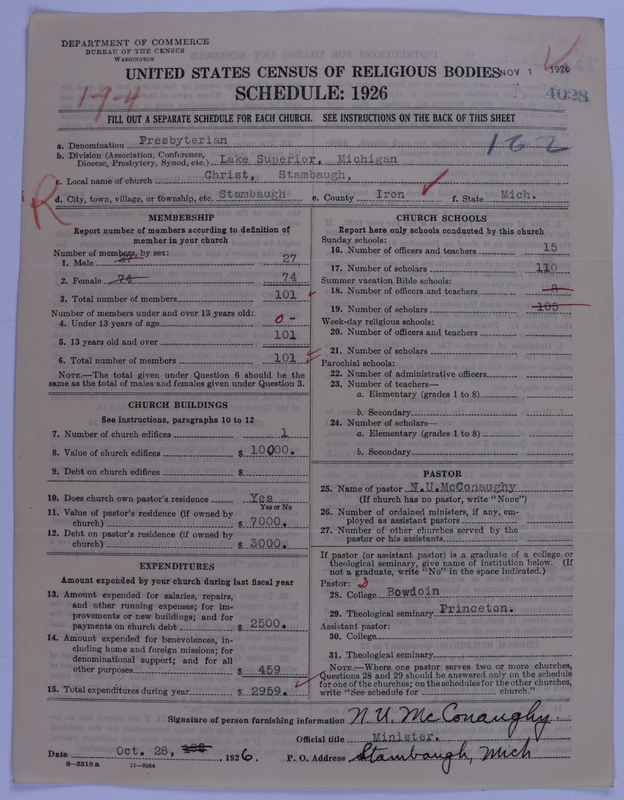 DEPARTMENT OF COMMERCE
BUREAU OF THE CENSUS
WASHINGTON
UNITED STATES CENSUS OF RELIGIOUS BODIES NOV 1 1926
SCHEDULE: 1926
1-9-4
4028
FILL OUT A SEPARATE SCHEDULE FOR EACH CHURCH. SEE INSTRUCTIONS ON THE BACK OF THIS SHEET
162
a. Denomination Presbyterian
b. Division (Association, Conference, Diocese, Presbytery, Synod, etc.) Lake Superior, Michigan
c. Local name of church Christ, Stambaugh,
d. City, town, village, or township, etc. Stambaugh e. County Iron f. State Mich.
R
MEMBERSHIP
Report number of members according to definition of
member in your church
Number of members, by sex:
1. Male 27 27
2. Female 74 74
3. Total number of members 101
Number of members under and over 13 years old:
4. Under 13 years of age 0 -
5. 13 years old and over 101
6. Total number of members 101
NOTE.—The total given under Question 6 should be
same as the total of males and females given under Question 3.
CHURCH BUILDINGS
See instructions, paragraphs 10 to 12
7. Number of church edifices 1
8. Value of church edifices $ 10000.
9. Debt on church edifices $
10. Does church own pastor's residence Yes
Yes or No
11. Value of pastor's residence (if owned by
church) $ 7000.
12. Debt on pastor's residence (if owned by
church) $ 3000.
EXPENDITURES
Amount expended by your church during last fiscal year
13. Amount expended for salaries, repairs,
and other running expenses; for im-
provements or new buildings; and for
payments on church debt $ 2500.
14. Amount expended for benevolences, in-
cluding home and foreign missions; for
denominational support; and for all
other purposes $ 459
15. Total expenditures during year $ 2959.
CHURCH SCHOOLS
Report here only schools conducted by this church
Sunday schools:
16. Number of officers and teachers 15
17. Number of scholars 110
Summer vacation Bible schools:
18. Number of officers and teachers 8
19. Number of scholars 105
Week-day religious schools:
20. Number of officers and teachers
21. Number of scholars
Parochial schools:
22. Number of administrative officers
23. Number of teachers—
a. Elementary (grades 1 to 8)
b. Secondary
24. Number of scholars—
a. Elementary (grades 1 to 8)
b. Secondary
PASTOR
25. Name of pastor N.U.McConaughy
(If church has no pastor, write "None")
26. Number of ordained ministers, if any, em-
ployed as assistant pastors
27. Number of other churches served by the
pastor or his assistants
If pastor (or assistant pastor) is a graduate of a college or
theological seminary, give name of institution below. (If
not a graduate, write "No" in the space indicated.)
Pastor: 2
28. College Bowdoin
29. Theological seminary Princeton.
Assistant pastor:
30. College
31. Theological seminary
NOTE.—Where one pastor serves two or more churches,
Questions 28 and 29 should be answered only on the schedule
for one of the churches; on the schedules for the other churches,
write "See schedule for church."
Signature of person furnishing information N. U. McConaughy.
Official title Minister.
Date Oct. 28, 1926. P. O. Address Stambaugh, Mich
8-5518a 11-9054